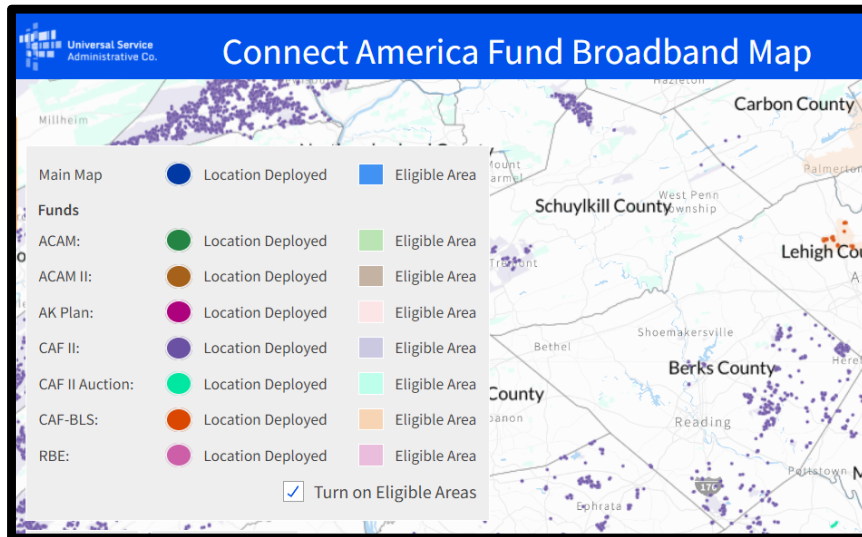 Universal Service
Administrative Co.
Connect America Fund Broadband Map
Hazleton
Carbon County
Millheim
Mount
Carmel
Palmerton
Main Map Location Deployed Eligible Area
Funds
West Penn
Township
Schuylkill County
ACAM: Location Deployed Eligible Area
Lehigh Cou
Tremont
ACAM II: Location Deployed Eligible Area
AK Plan: Location Deployed Eligible Area
Shoemakersville
CAF II: Location Deployed Eligible Area
Bethel
Berks County
CAF II Auction: Location Deployed Eligible Area
County
CAF-BLS: Location Deployed Eligible Area
Reading
RBE: Location Deployed Eligible Area
Pottstown
176
Turn on Eligible Areas
Ephrata